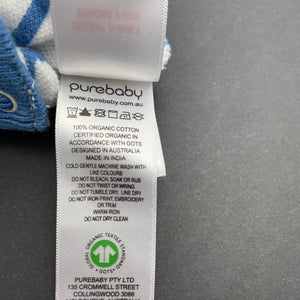 purebaby
www.purebaby.com.au
100% ORGANIC COTTON
CERTIFIED ORGANIC IN
ACCORDANCE WITH GOTS
DESIGNED IN AUSTRALIA
MADE IN INDIA
COLD GENTLE MACHINE WASH WITH
LIKE COLOURS
DO NOT BLEACH, SOAK OR RUB
DO NOT TWIST OR WRING
DO NOT TUMBLE DRY, LINE DRY
DO NOT IRON PRINT, EMBROIDERY
OR TRIM
WARM IRON
DO NOT DRY CLEAN
GLOBAL ORGANIC TEXTILE STANDARD
• GOTS •
PUREBABY PTY LTD
135 CROMWELL STREET
COLLINGWOOD 3066